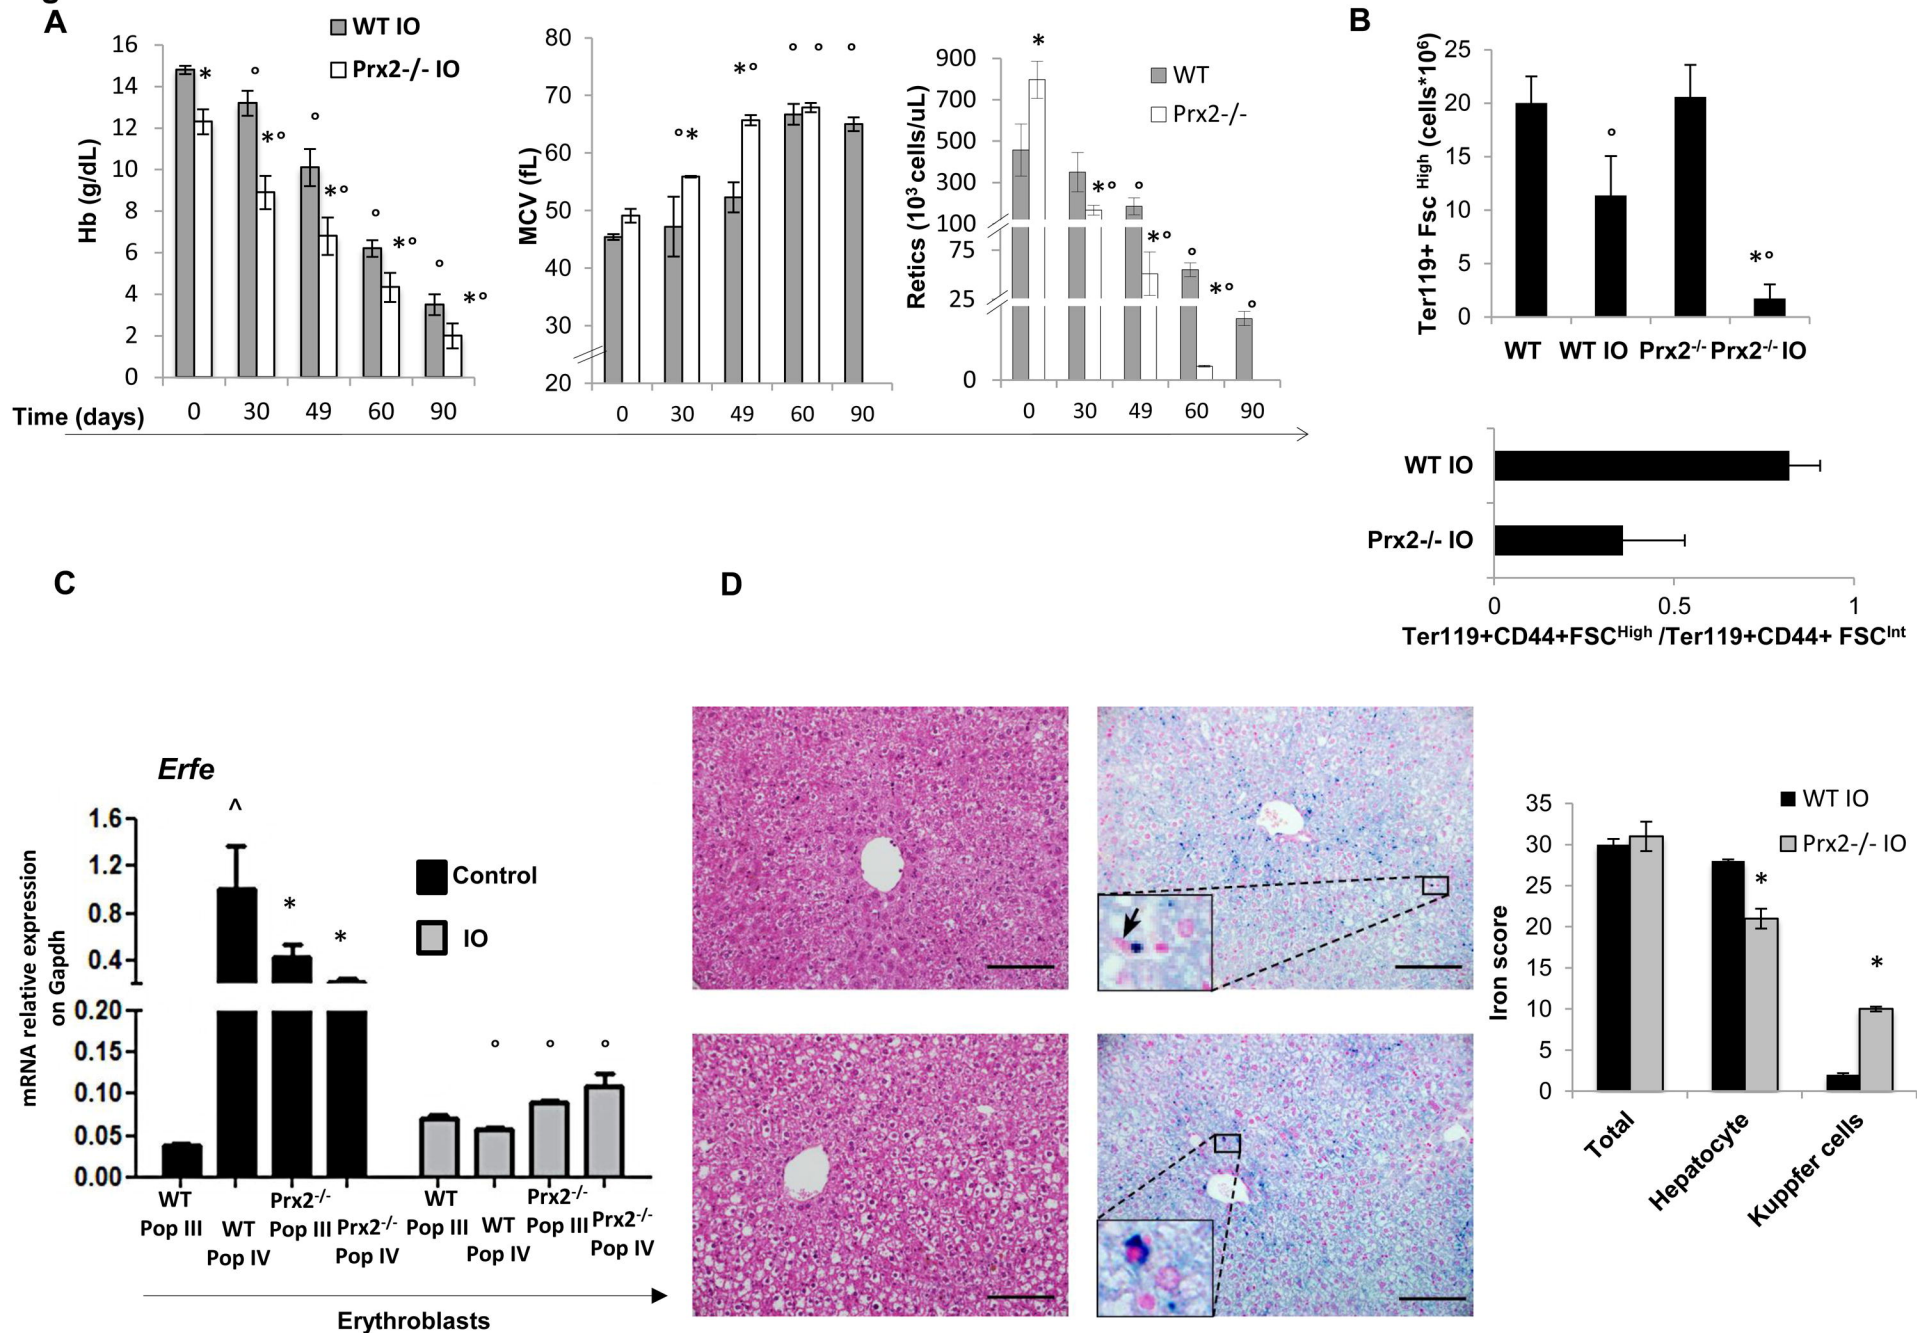 A
WT IO
Prx2-/- IO
Hb (g/dL)
16
14
12
10
8
6
4
2
0
*
°
*°
°
*°
°
*°
°
*°
0 30 49 60 90
MCV (fL)
80
70
60
50
40
30
20
°*
*°
° °
°
0 30 49 60 90
Retics (10³ cells/uL)
WT
Prx2-/-
900
700
500
300
100
75
25
0
*
*°
°
*°
°
*°
°
0 30 49 60 90
Time (days)
B
Ter119+ Fsc High (cells*10⁶)
25
20
15
10
5
0
°
*°
WT WT IO Prx2-/- Prx2-/- IO
WT IO
Prx2-/- IO
0 0.5 1
Ter119+CD44+FSCHigh /Ter119+CD44+ FSCInt
C
Erfe
mRNA relative expression
on Gapdh
1.6
1.2
0.8
0.4
0.20
0.15
0.10
0.05
0.00
^
*
*
° ° °
Control
IO
WT
Pop III
WT
Pop IV
Prx2-/-
Pop III
Prx2-/-
Pop IV
WT
Pop III
WT
Pop IV
Prx2-/-
Pop III
Prx2-/-
Pop IV
Erythroblasts
D
Iron score
35
30
25
20
15
10
5
0
WT IO
Prx2-/- IO
*
*
Total
Hepatocyte
Kuppfer cells